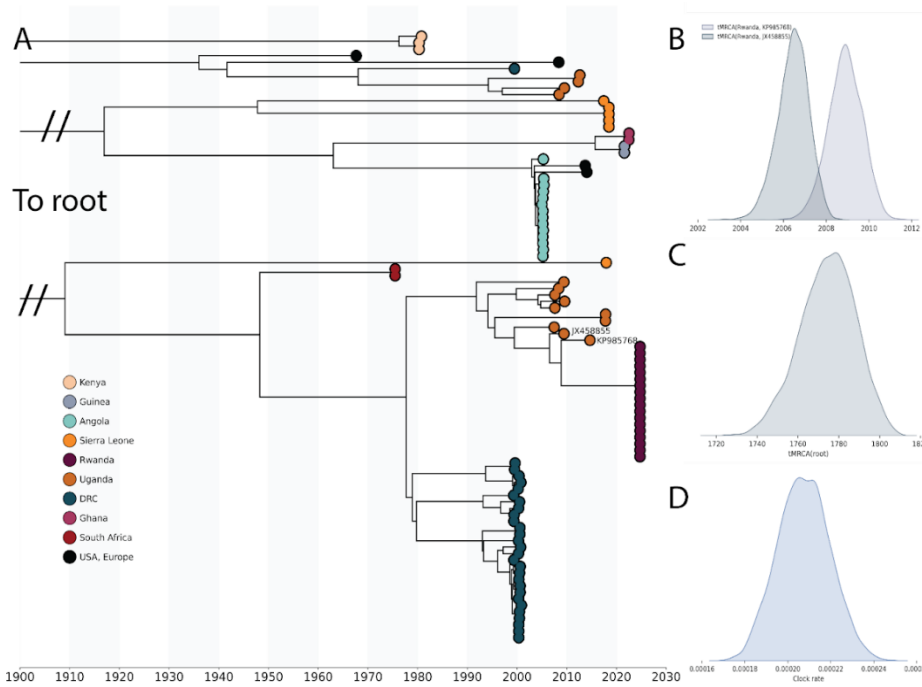 A
To root
JX458855
KP985768
Kenya
Guinea
Angola
Sierra Leone
Rwanda
Uganda
DRC
Ghana
South Africa
USA, Europe
1900 1910 1920 1930 1940 1950 1960 1970 1980 1990 2000 2010 2020 2030
B
tMRCA(Rwanda, KP985768)
tMRCA(Rwanda, JX458855)
2002 2004 2006 2008 2010 2012
C
1720 1740 1760 1780 1800
tMRCA(root)
D
0.00016 0.00018 0.00020 0.00022 0.00024
Clock rate